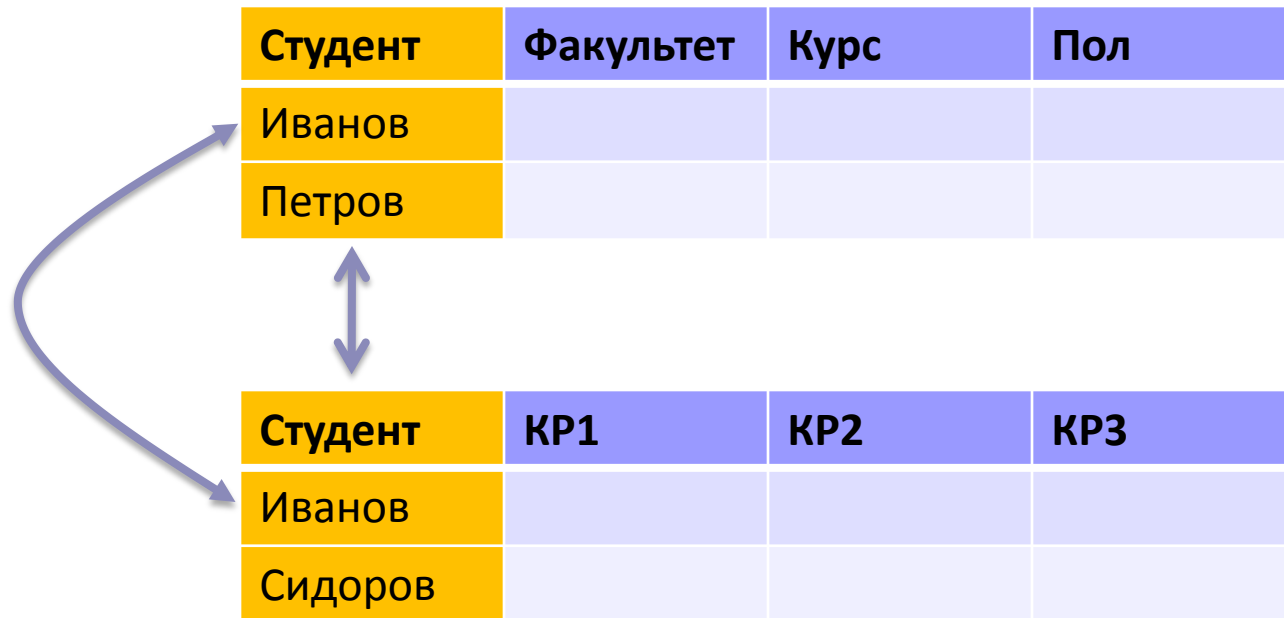 Студент Факультет Курс Пол
Иванов
Петров
Студент КР1 КР2 КР3
Иванов
Сидоров